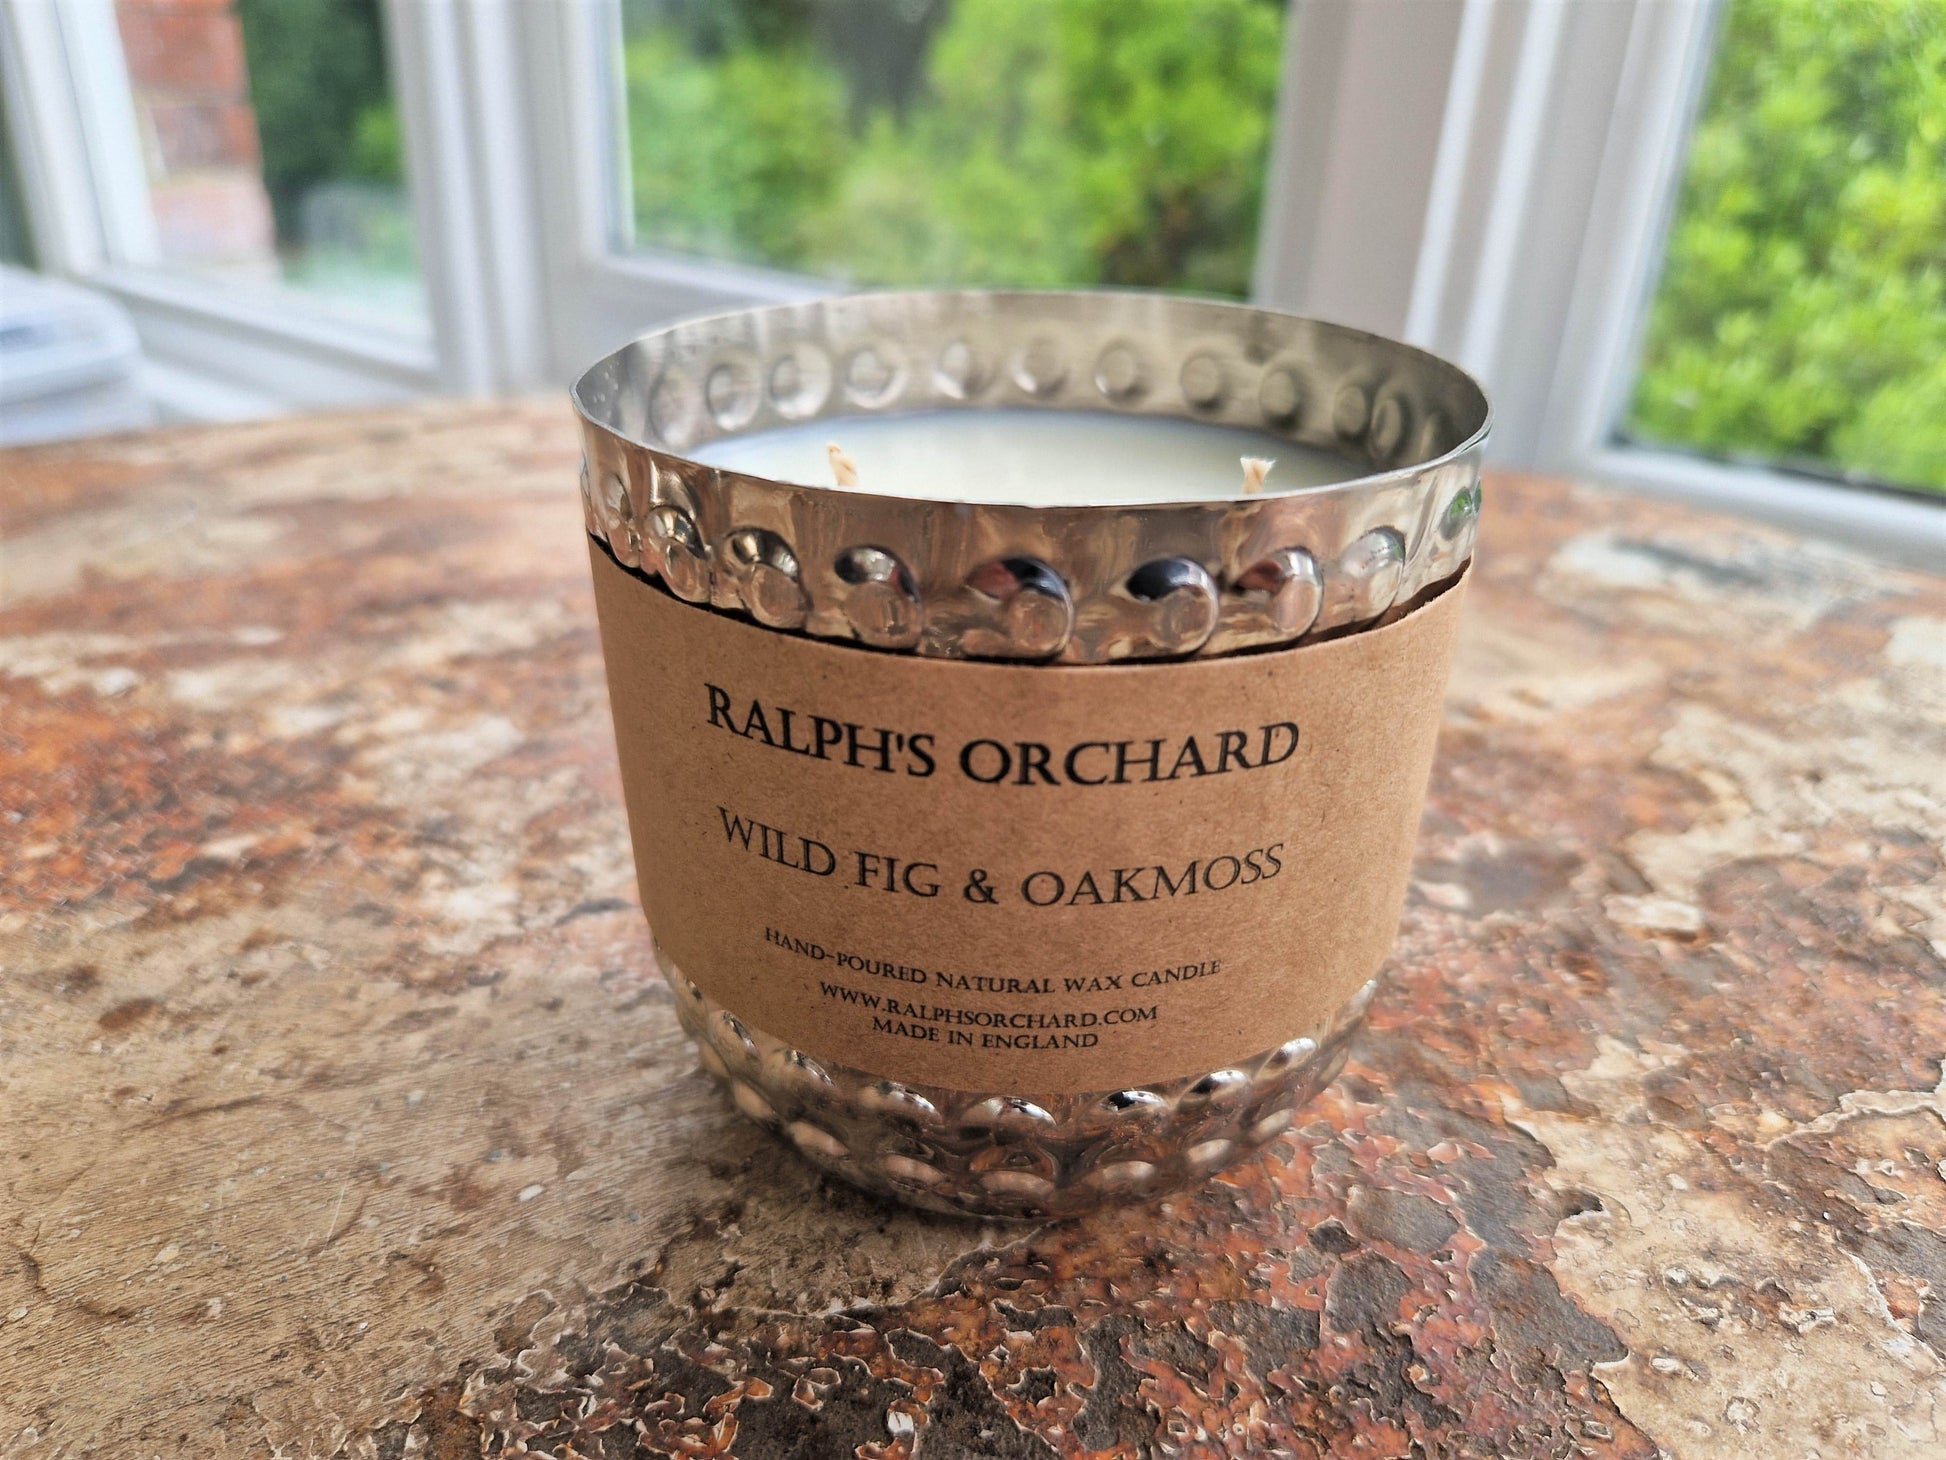 RALPH'S ORCHARD
WILD FIG & OAKMOSS
HAND-POURED NATURAL WAX CANDLE
WWW.RALPHSORCHARD.COM
MADE IN ENGLAND